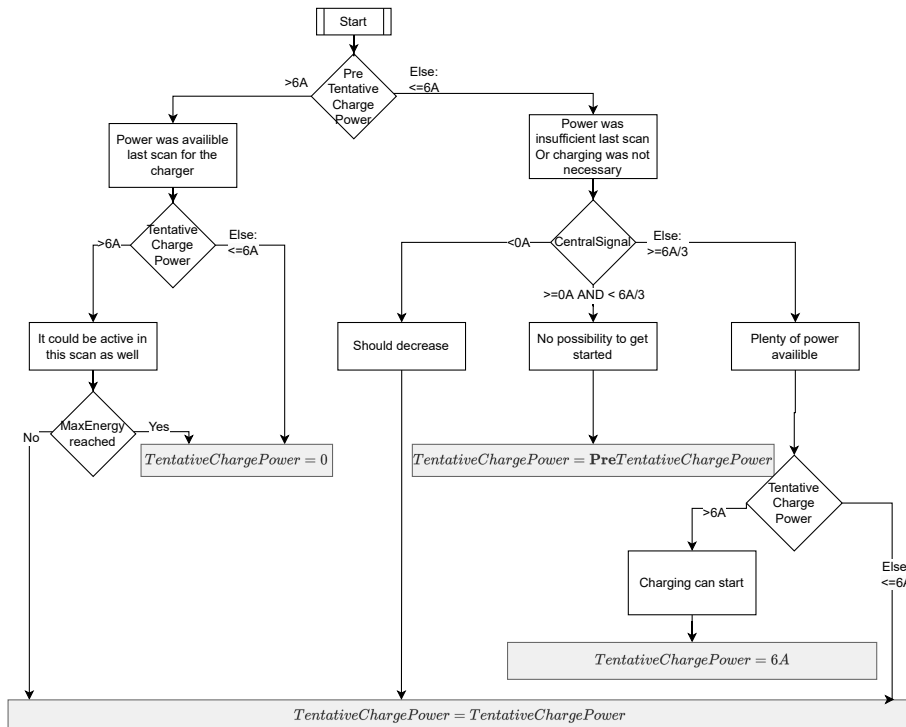 Start
Pre
Tentative
Charge
Power
>6A
Else:
<=6A
Power was availible
last scan for the
charger
Power was
insufficient last scan
Or charging was not
necessary
Tentative
Charge
Power
>6A
Else:
<=6A
CentralSignal
<0A
Else:
>=6A/3
>=0A AND < 6A/3
It could be active in
this scan as well
Should decrease
No possibility to get
started
Plenty of power
availible
MaxEnergy
reached
No
Yes
TentativeChargePower = 0
TentativeChargePower = PreTentativeChargePower
Tentative
Charge
Power
>6A
Else
<=6A
Charging can start
TentativeChargePower = 6A
TentativeChargePower = TentativeChargePower